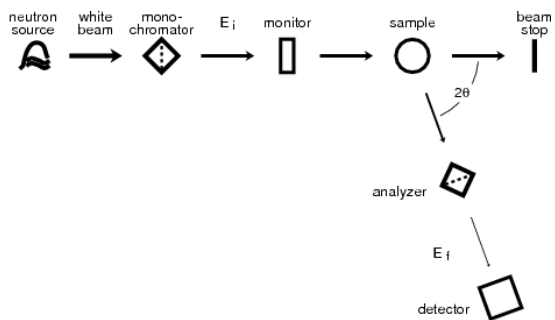 neutron
source
white
beam
mono-
chromator
E i
monitor
sample
beam
stop
2θ
analyzer
E f
detector